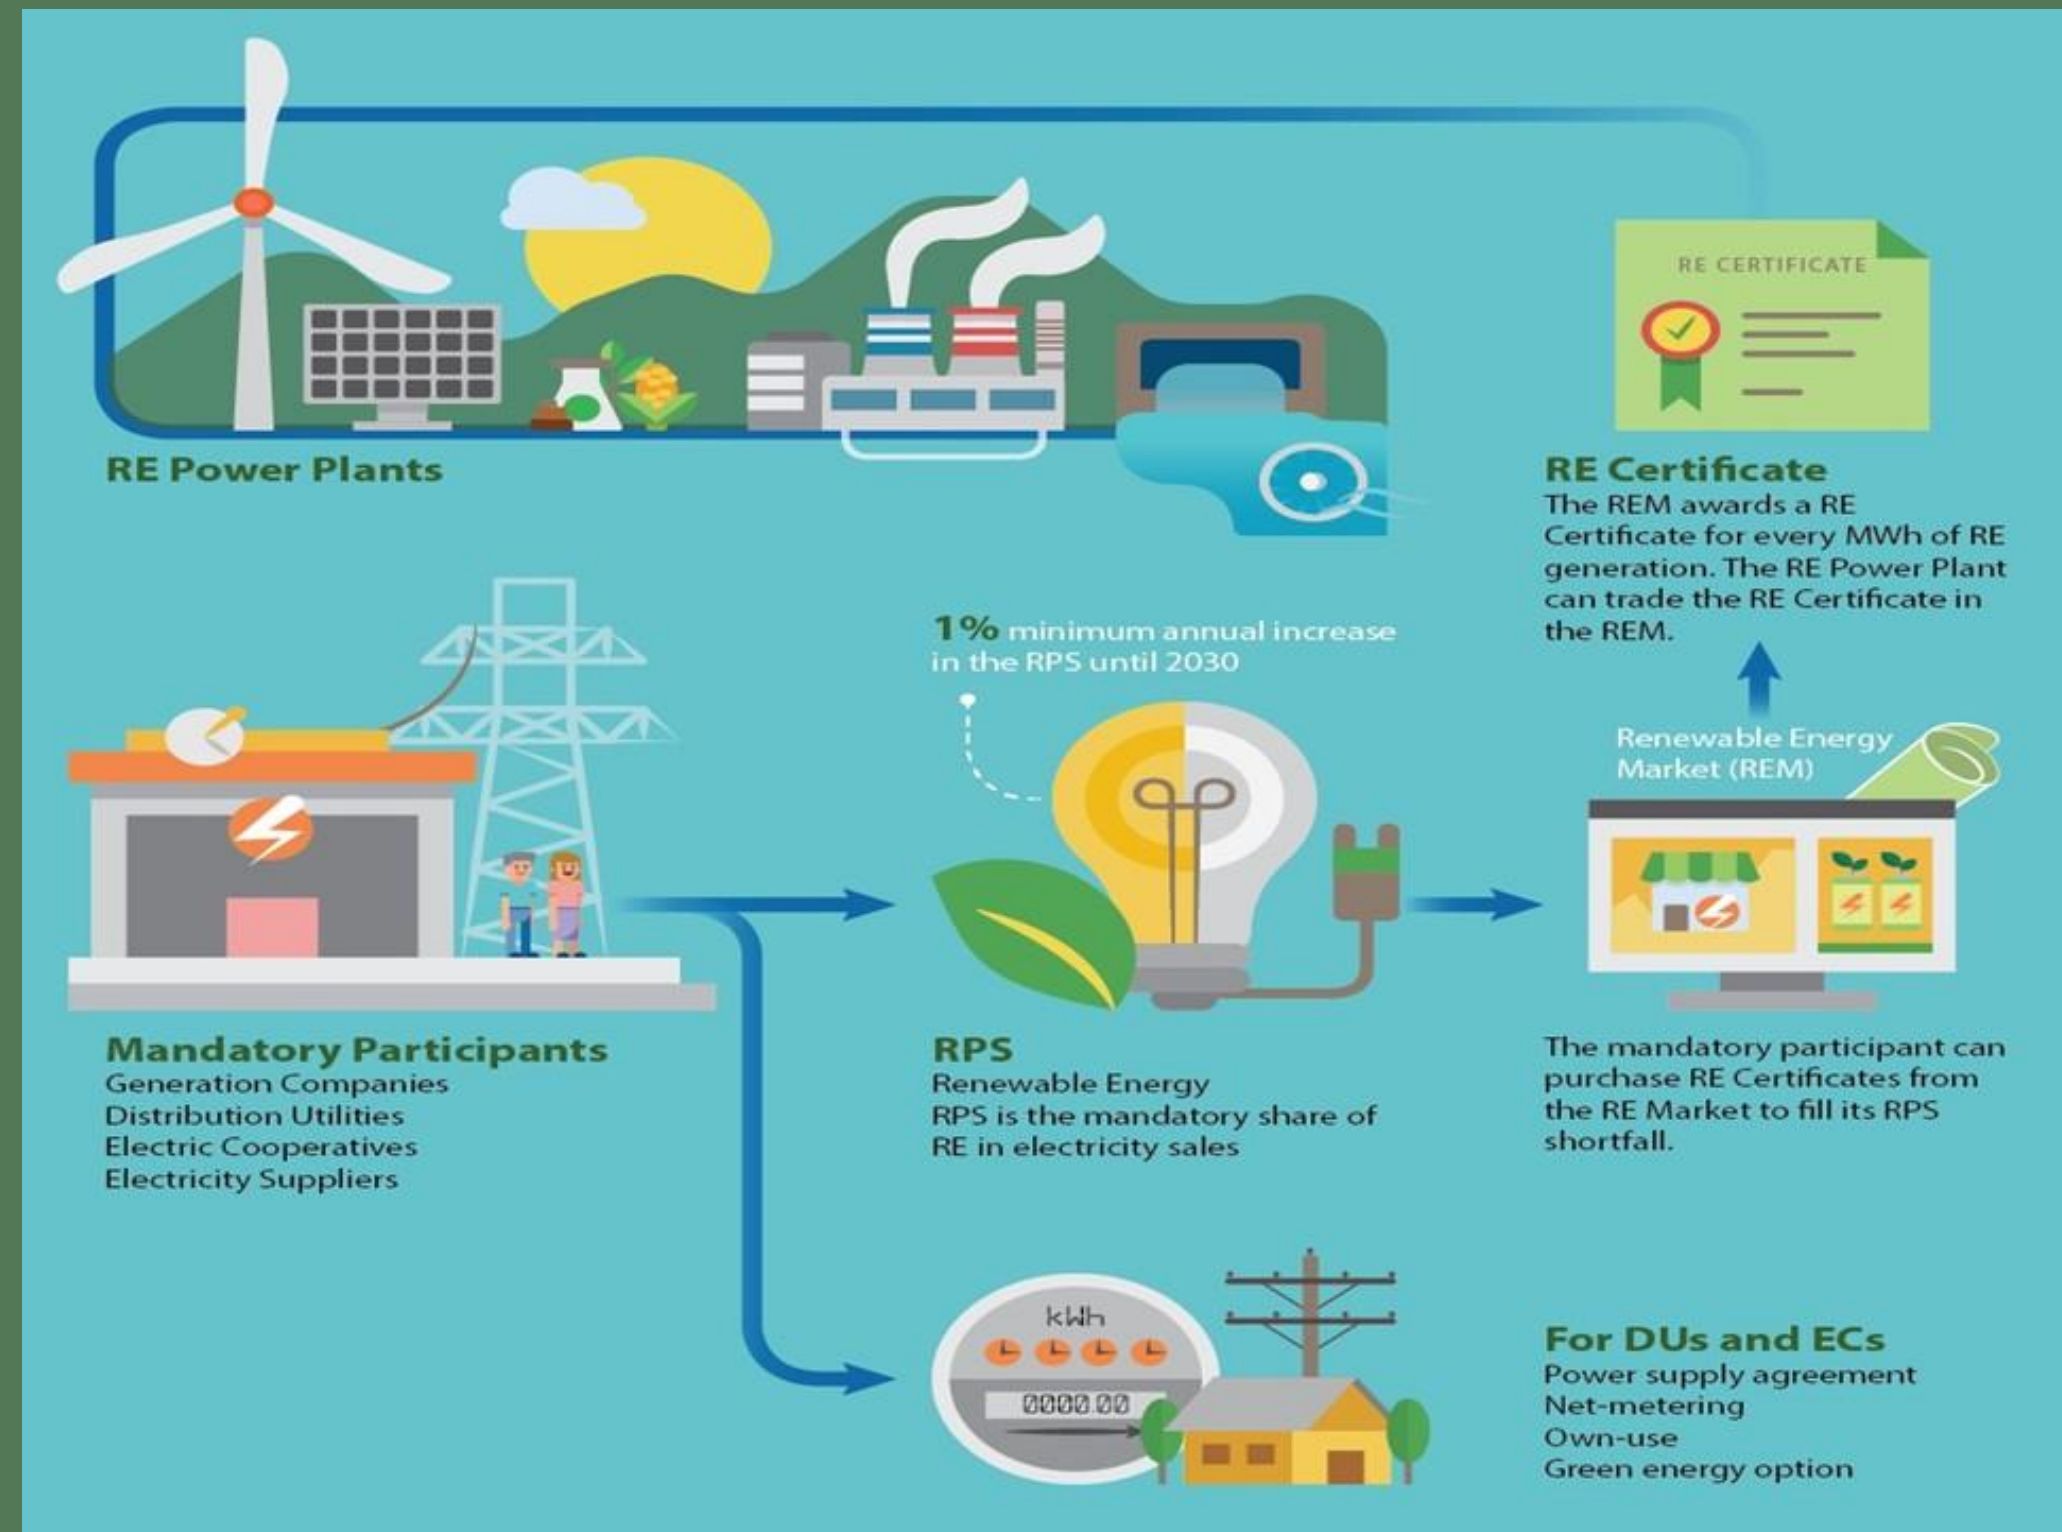 RE CERTIFICATE
RE Power Plants
RE Certificate
The REM awards a RE
Certificate for every MWh of RE
generation. The RE Power Plant
can trade the RE Certificate in
the REM.
1% minimum annual increase
in the RPS until 2030
Renewable Energy
Market (REM)
Mandatory Participants
Generation Companies
Distribution Utilities
Electric Cooperatives
Electricity Suppliers
RPS
Renewable Energy
RPS is the mandatory share of
RE in electricity sales
The mandatory participant can
purchase RE Certificates from
the RE Market to fill its RPS
shortfall.
kWh
0000.00
For DUs and ECs
Power supply agreement
Net-metering
Own-use
Green energy option